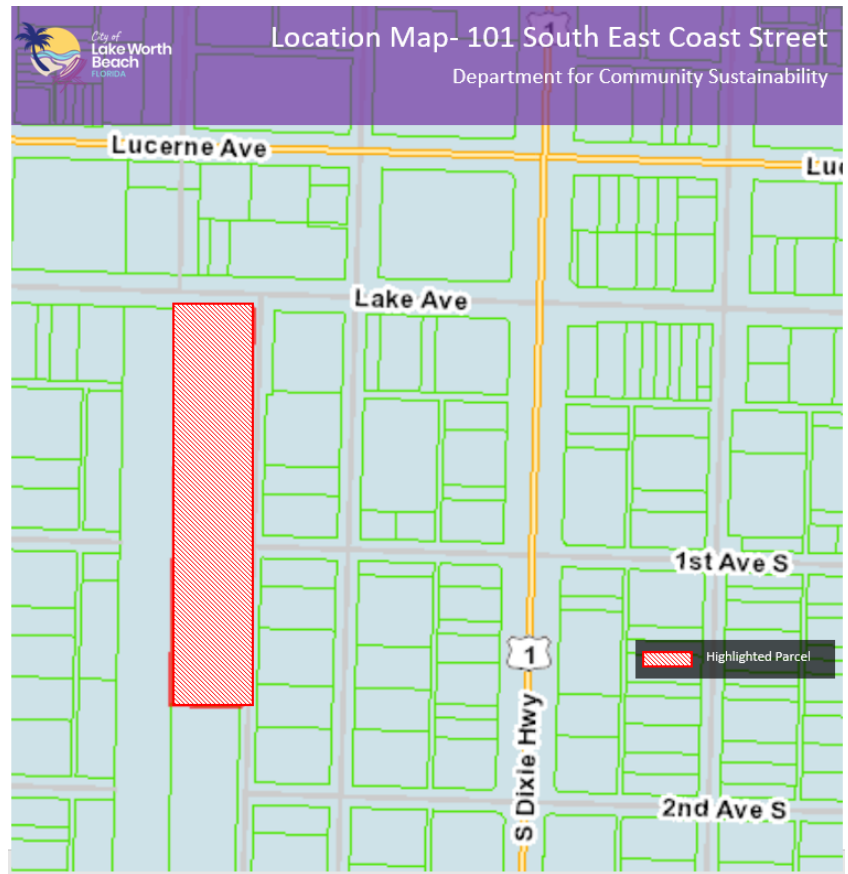 City of
Lake Worth
Beach
FLORIDA
Location Map- 101 South East Coast Street
Department for Community Sustainability
1
Lucerne Ave
Luc
Lake Ave
1st Ave S
Highlighted Parcel
1
S Dixie Hwy
2nd Ave S